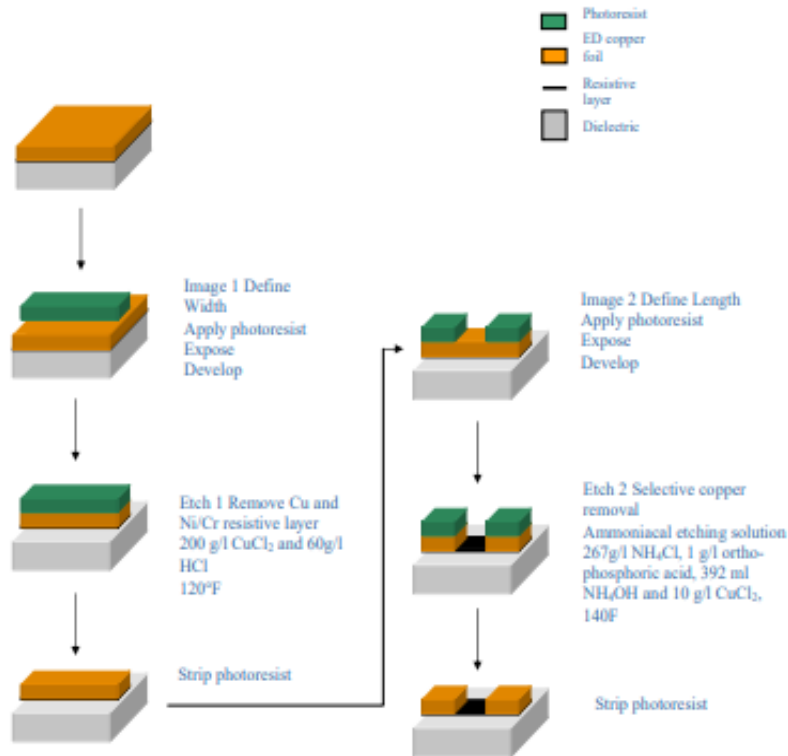 Photoresist
ED copper
foil
Resistive
layer
Dielectric
Image 1 Define
Width
Apply photoresist
Expose
Develop
Etch 1 Remove Cu and
Ni/Cr resistive layer
200 g/l CuCl₂ and 60g/l
HCl
120°F
Strip photoresist
Image 2 Define Length
Apply photoresist
Expose
Develop
Etch 2 Selective copper
removal
Ammoniacal etching solution
267g/l NH₄Cl, 1 g/l ortho-
phosphoric acid, 392 ml
NH₄OH and 10 g/l CuCl₂,
140F
Strip photoresist